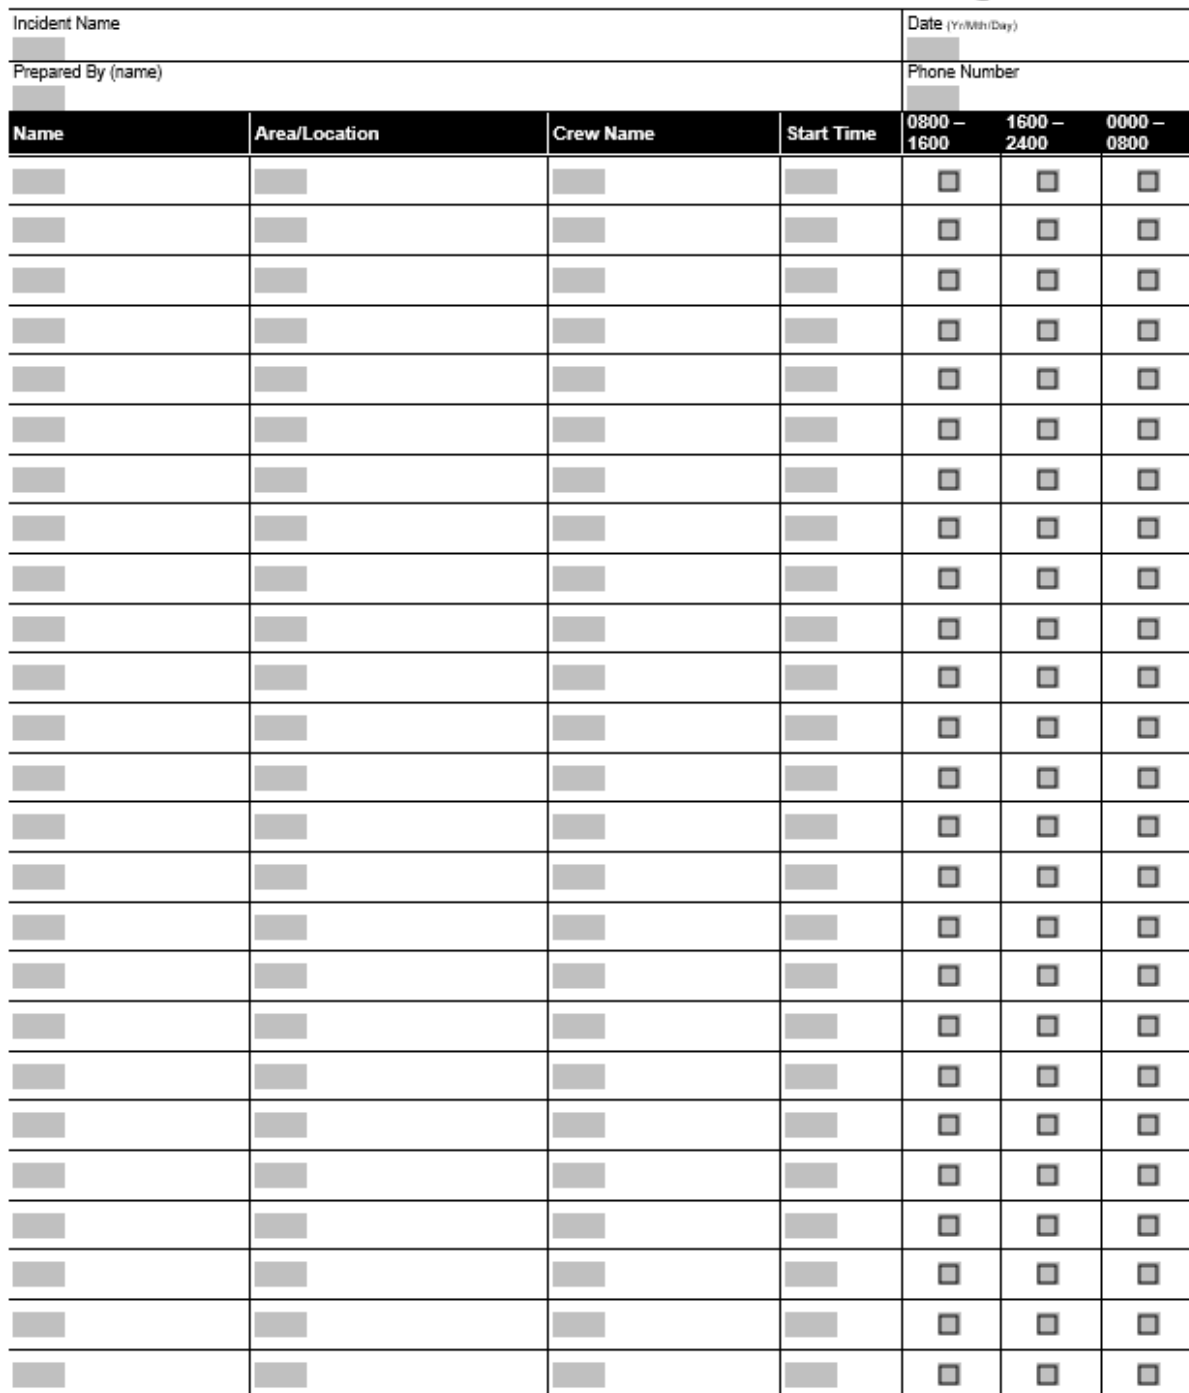 Incident Name
Date (Yr/Mth/Day)
Prepared By (name)
Phone Number
Name Area/Location Crew Name Start Time 0800 – 1600 1600 – 2400 0000 – 0800